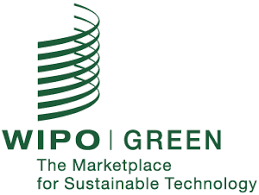 WIPO | GREEN
The Marketplace
for Sustainable Technology